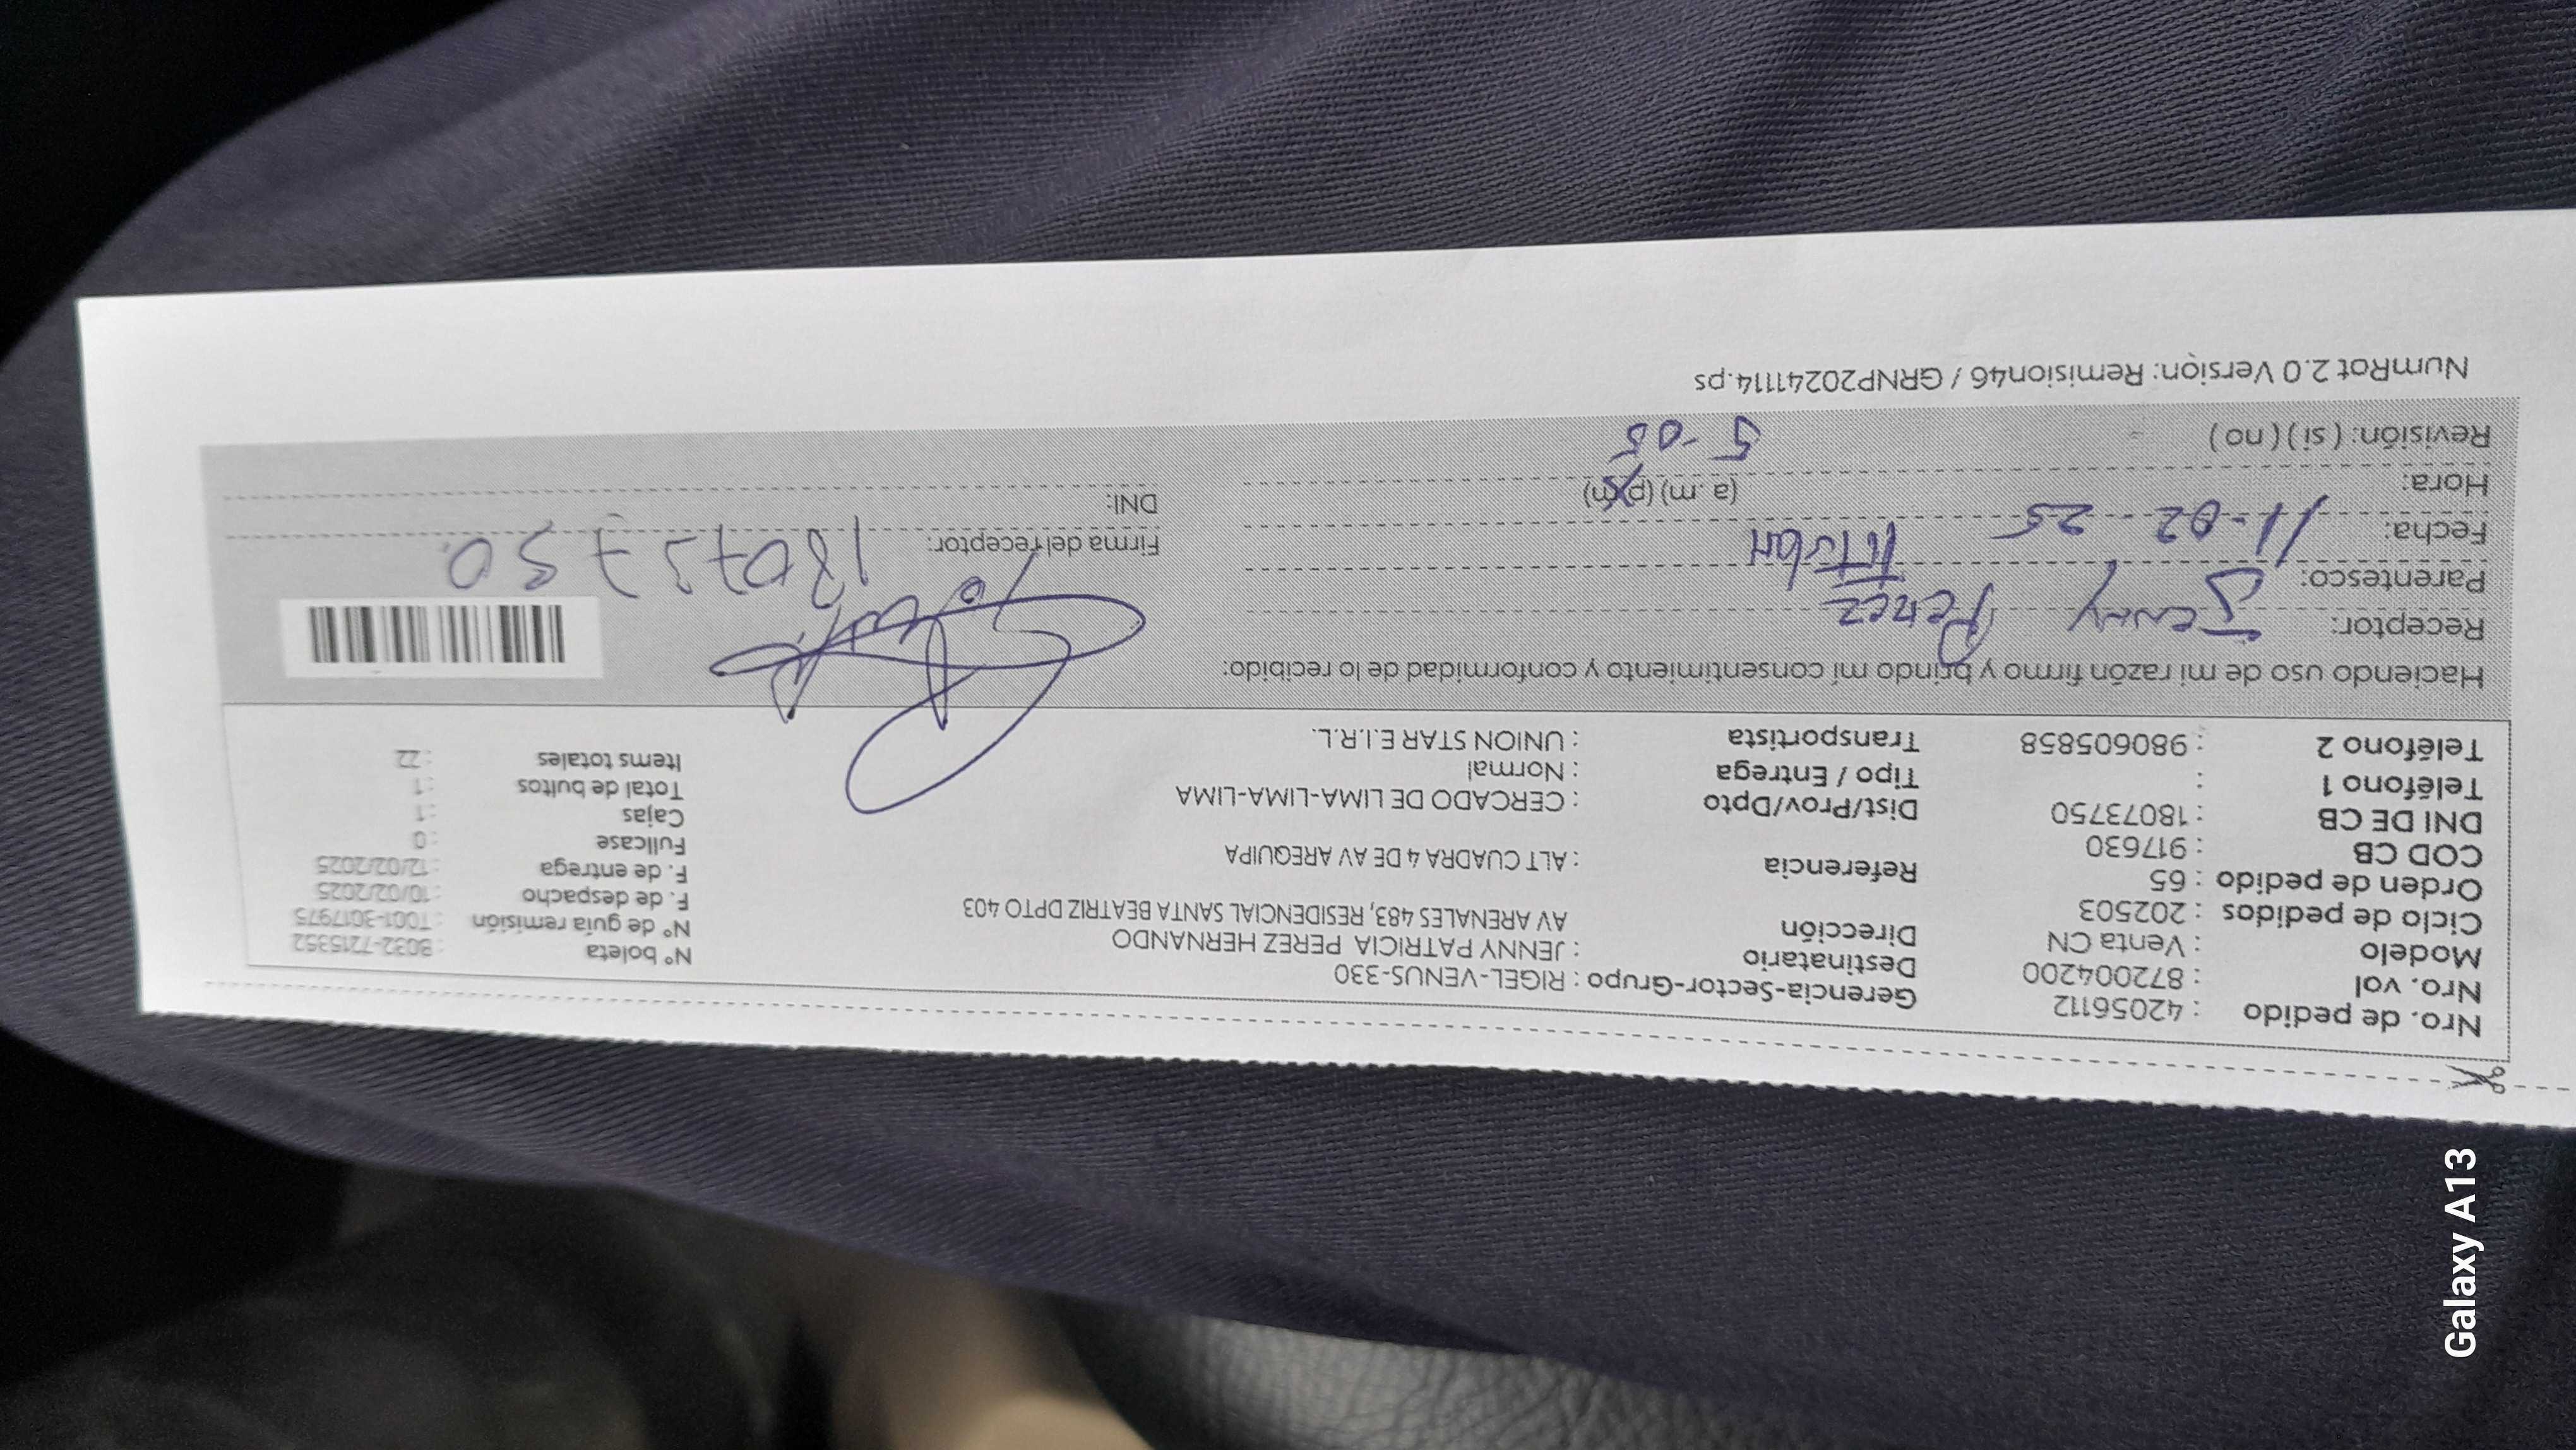 Nro. de pedido : 42056112
Nro. val : 872004200
Modelo : Venta CN
Ciclo de pedidos : 202503
Orden de pedido : 65
COD CB : 917630
DNI DE CB : 18073750
Teléfono 1 :
Teléfono 2 : 980605858
Gerencia-Sector-Grupo : RIGEL-VENUS-330
Destinatario : JENNY PATRICIA PEREZ HERNANDO
Dirección AV ARENALES 483, RESIDENCIAL SANTA BEATRIZ DPTO 403
Referencia : ALT CUADRA 4 DE AV AREQUIPA
Dist/Prov/Dpto : CERCADO DE LIMA-LIMA-LIMA
Tipo / Entrega : Normal
Transportista : UNION STAR E.I.R.L.
N° boleta : B032-7215352
N° de guía remisión : T001-3017975
F. de despacho : 10/02/2025
F. de entrega : 12/02/2025
Fullcase : 0
Cajas : 1
Total de bultos : 1
Items totales : 22
Haciendo uso de mi razón firmo y brindo mi consentimiento y conformidad de lo recibido:
Receptor: Jenny Perez
Parentesco: titular
Fecha: 11-02-25
Hora: (a.m) (p.m)
Revisión: ( si ) ( no ) 5-05
Firma del receptor:
18073750.
DNI:
NumRot 2.0 Version: Remision46 / GRNP20241114.ps
Galaxy A13